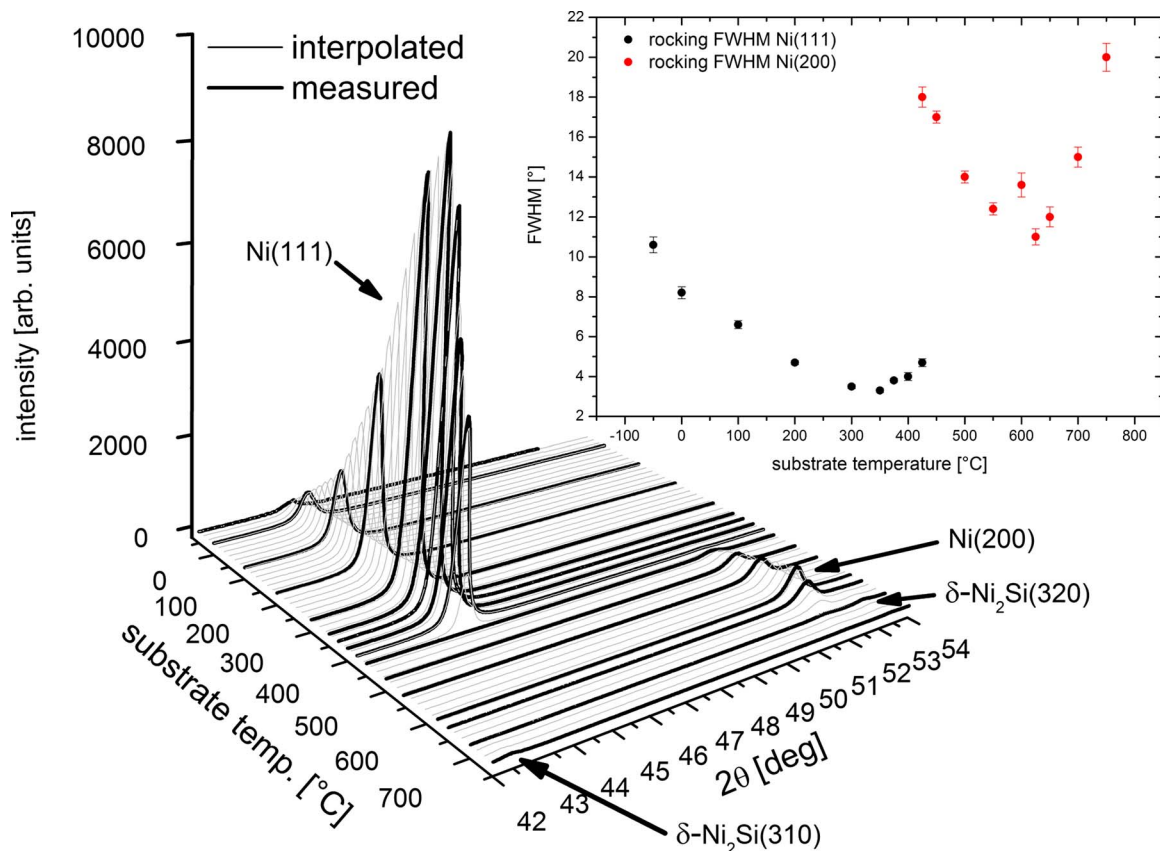 10000
8000
6000
4000
2000
0
intensity [arb. units]
interpolated
measured
Ni(111)
22
20
18
16
14
12
10
8
6
4
2
FWHM [°]
rocking FWHM Ni(111)
rocking FWHM Ni(200)
-100 0 100 200 300 400 500 600 700 800
substrate temperature [°C]
Ni(200)
δ-Ni₂Si(320)
0
100
200
300
400
500
600
700
substrate temp. [°C]
42 43 44 45 46 47 48 49 50 51 52 53 54
2θ [deg]
δ-Ni₂Si(310)